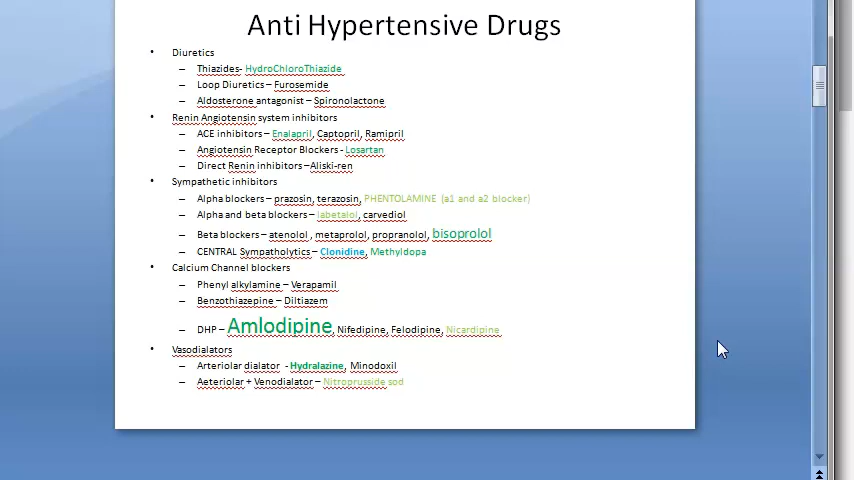 Anti Hypertensive Drugs
• Diuretics
– Thiazides- HydroChloroThiazide
– Loop Diuretics – Furosemide
– Aldosterone antagonist – Spironolactone
• Renin Angiotensin system inhibitors
– ACE inhibitors – Enalapril, Captopril, Ramipril
– Angiotensin Receptor Blockers - Losartan
– Direct Renin inhibitors –Aliski-ren
• Sympathetic inhibitors
– Alpha blockers – prazosin, terazosin, PHENTOLAMINE (a1 and a2 blocker)
– Alpha and beta blockers – labetalol, carvediol
– Beta blockers – atenolol , metaprolol, propranolol, bisoprolol
– CENTRAL Sympatholytics – Clonidine, Methyldopa
• Calcium Channel blockers
– Phenyl alkylamine – Verapamil
– Benzothiazepine – Diltiazem
– DHP – Amlodipine, Nifedipine, Felodipine, Nicardipine
• Vasodialators
– Arteriolar dialator - Hydralazine, Minodoxil
– Aeteriolar + Venodialator – Nitroprusside sod